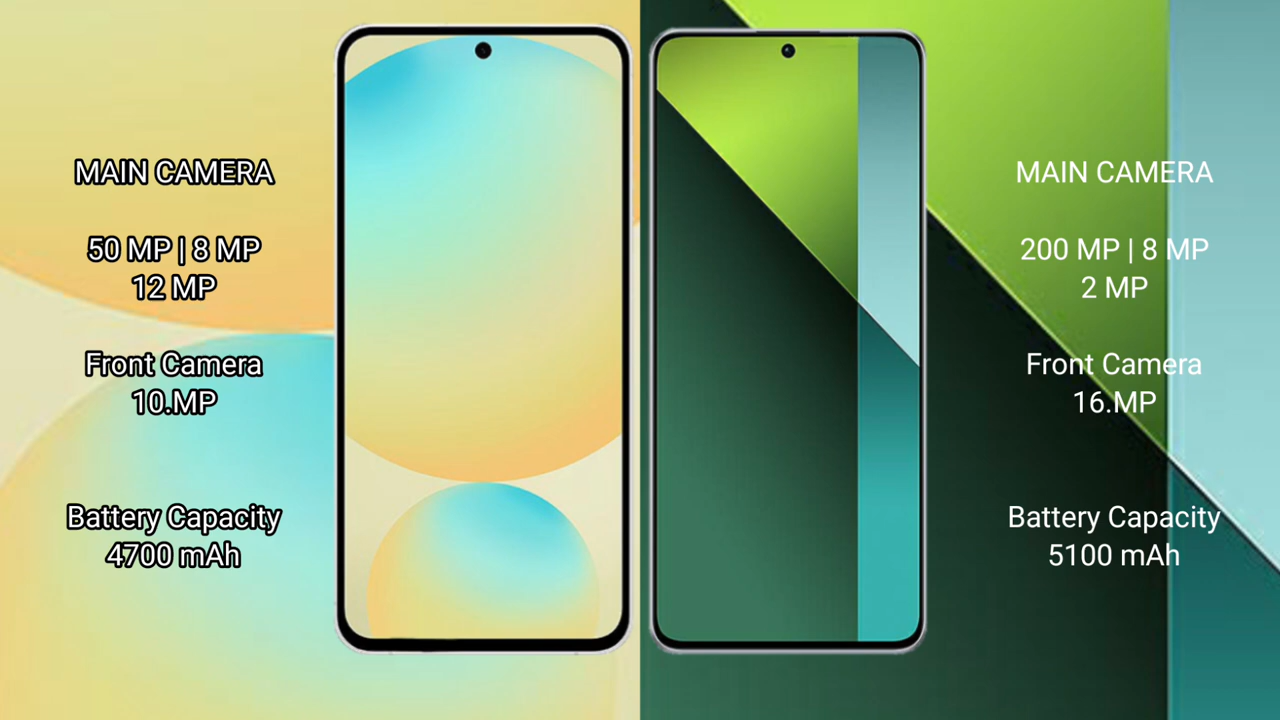 MAIN CAMERA
50 MP | 8 MP
12 MP
Front Camera
10.MP
Battery Capacity
4700 mAh
MAIN CAMERA
200 MP | 8 MP
2 MP
Front Camera
16.MP
Battery Capacity
5100 mAh